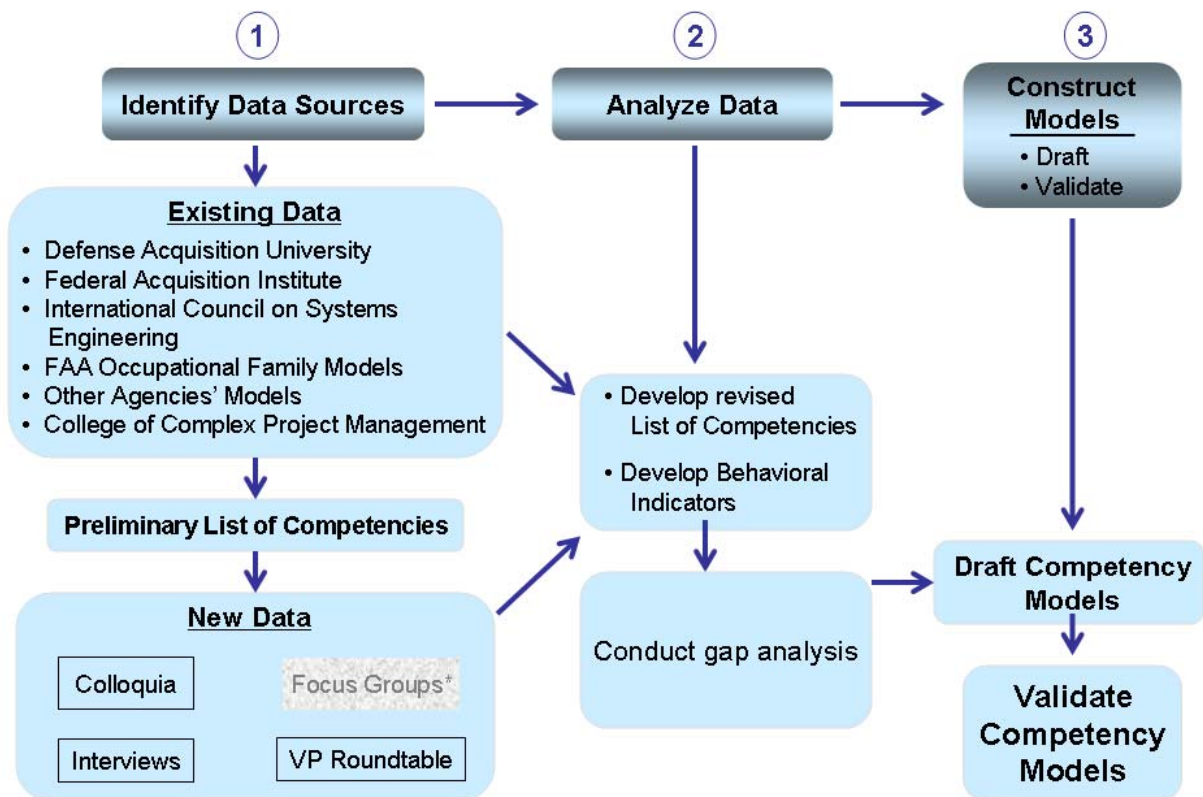 1
Identify Data Sources
Existing Data
• Defense Acquisition University
• Federal Acquisition Institute
• International Council on Systems
Engineering
• FAA Occupational Family Models
• Other Agencies' Models
• College of Complex Project Management
Preliminary List of Competencies
New Data
Colloquia
Focus Groups*
Interviews
VP Roundtable
2
Analyze Data
• Develop revised
List of Competencies
• Develop Behavioral
Indicators
Conduct gap analysis
3
Construct
Models
• Draft
• Validate
Draft Competency
Models
Validate
Competency
Models